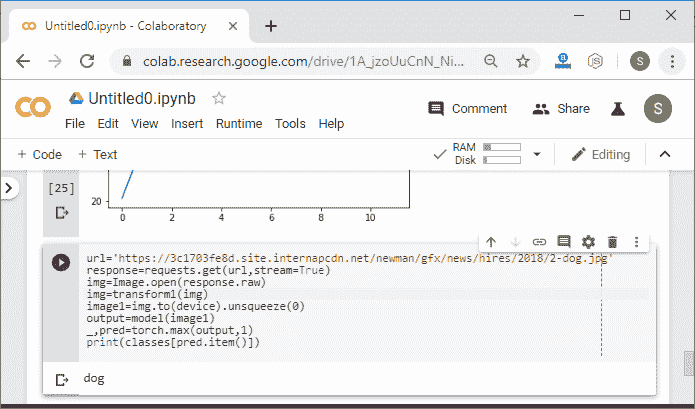 Untitled0.ipynb - Colaboratory
colab.research.google.com/drive/1A_jzoUuCnN_Ni...
S
Untitled0.ipynb
Comment
Share
S
File Edit View Insert Runtime Tools Help
+ Code + Text
RAM
Disk
Editing
[25]
20
0 2 4 6 8 10
url='https://3c1703fe8d.site.internapcdn.net/newman/gfx/news/hires/2018/2-dog.jpg'
response=requests.get(url,stream=True)
img=Image.open(response.raw)
img=transform1(img)
image1=img.to(device).unsqueeze(0)
output=model(image1)
_,pred=torch.max(output,1)
print(classes[pred.item()])
dog